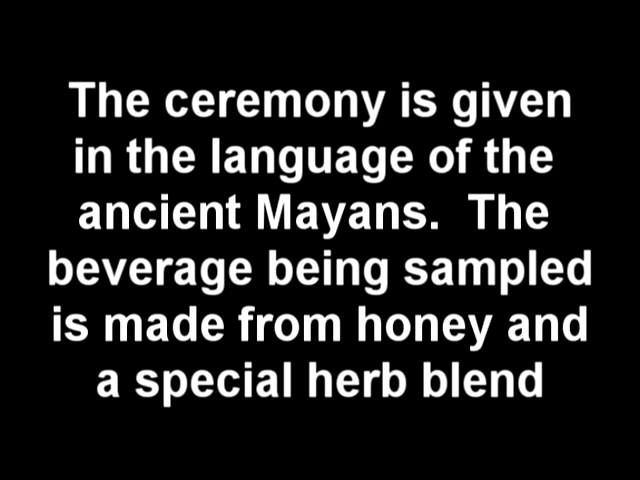 The ceremony is given
in the language of the
ancient Mayans.  The
beverage being sampled
is made from honey and
a special herb blend